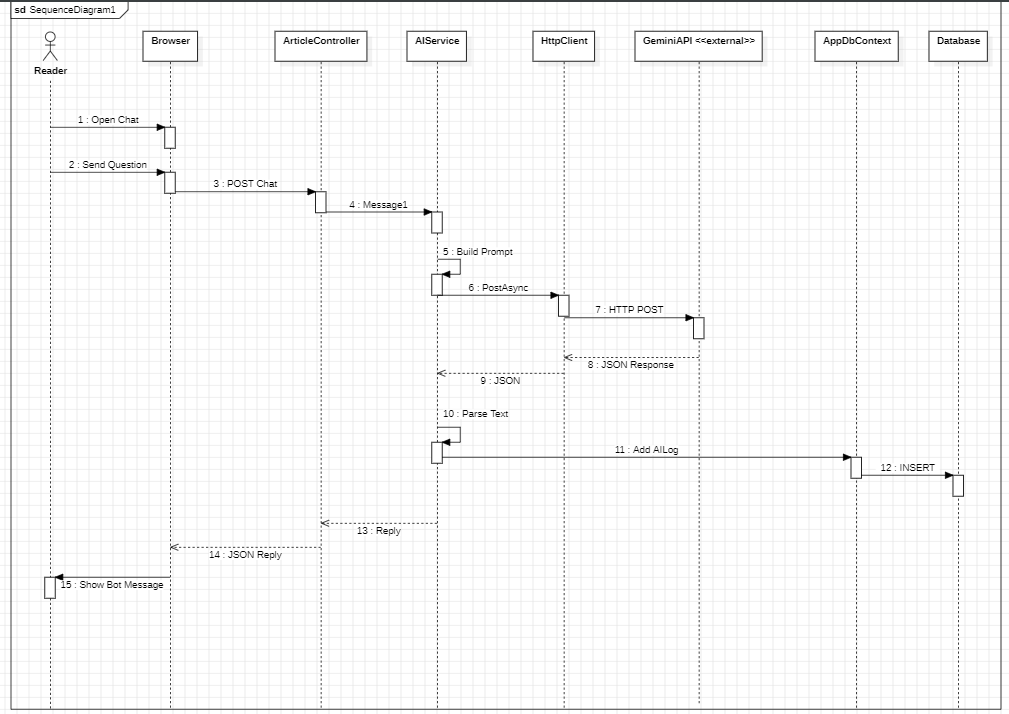 sd SequenceDiagram1
Reader
Browser
ArticleController
AIService
HttpClient
GeminiAPI <<external>>
AppDbContext
Database
1 : Open Chat
2 : Send Question
3 : POST Chat
4 : Message1
5 : Build Prompt
6 : PostAsync
7 : HTTP POST
8 : JSON Response
9 : JSON
10 : Parse Text
11 : Add AILog
12 : INSERT
13 : Reply
14 : JSON Reply
15 : Show Bot Message